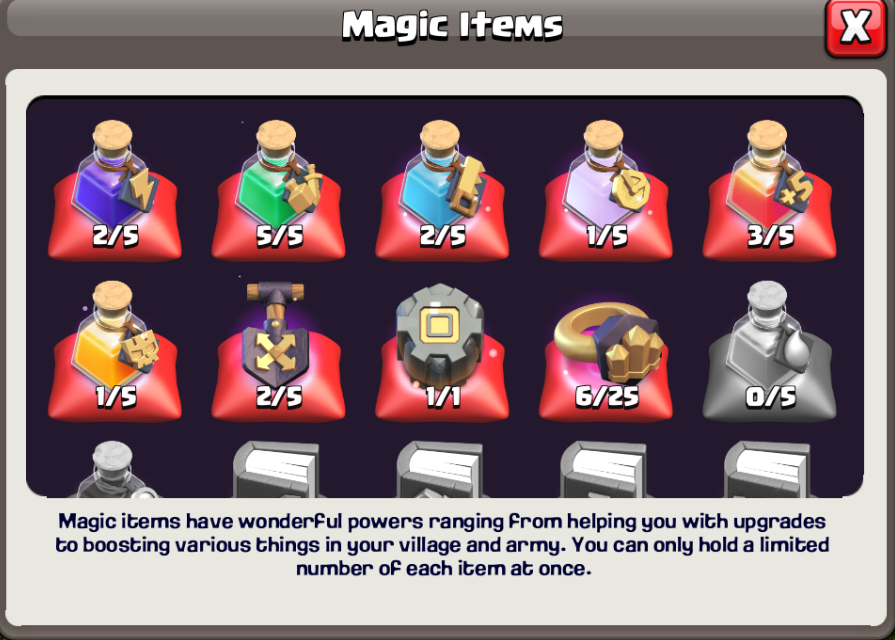 Magic Items
X
+5
2/5 5/5 2/5 1/5 3/5
1/5 2/5 1/1 6/25 0/5
Magic items have wonderful powers ranging from helping you with upgrades
to boosting various things in your village and army. You can only hold a limited
number of each item at once.